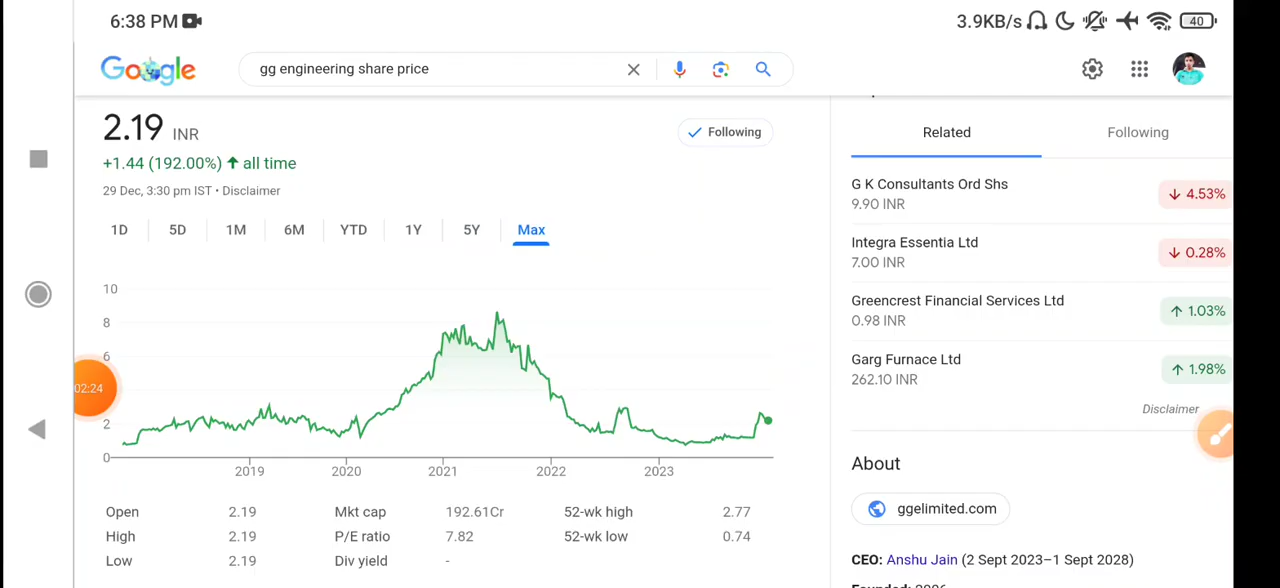 6:38 PM
3.9KB/s
40
Google
gg engineering share price
2.19 INR
Following
+1.44 (192.00%) ↑ all time
29 Dec, 3:30 pm IST • Disclaimer
1D 5D 1M 6M YTD 1Y 5Y Max
10
8
6
2
0
2019 2020 2021 2022 2023
02:24
Open 2.19 Mkt cap 192.61Cr 52-wk high 2.77
High 2.19 P/E ratio 7.82 52-wk low 0.74
Low 2.19 Div yield -
Related Following
G K Consultants Ord Shs
9.90 INR
↓ 4.53%
Integra Essentia Ltd
7.00 INR
↓ 0.28%
Greencrest Financial Services Ltd
0.98 INR
↑ 1.03%
Garg Furnace Ltd
262.10 INR
↑ 1.98%
Disclaimer
About
ggelimited.com
CEO: Anshu Jain (2 Sept 2023–1 Sept 2028)